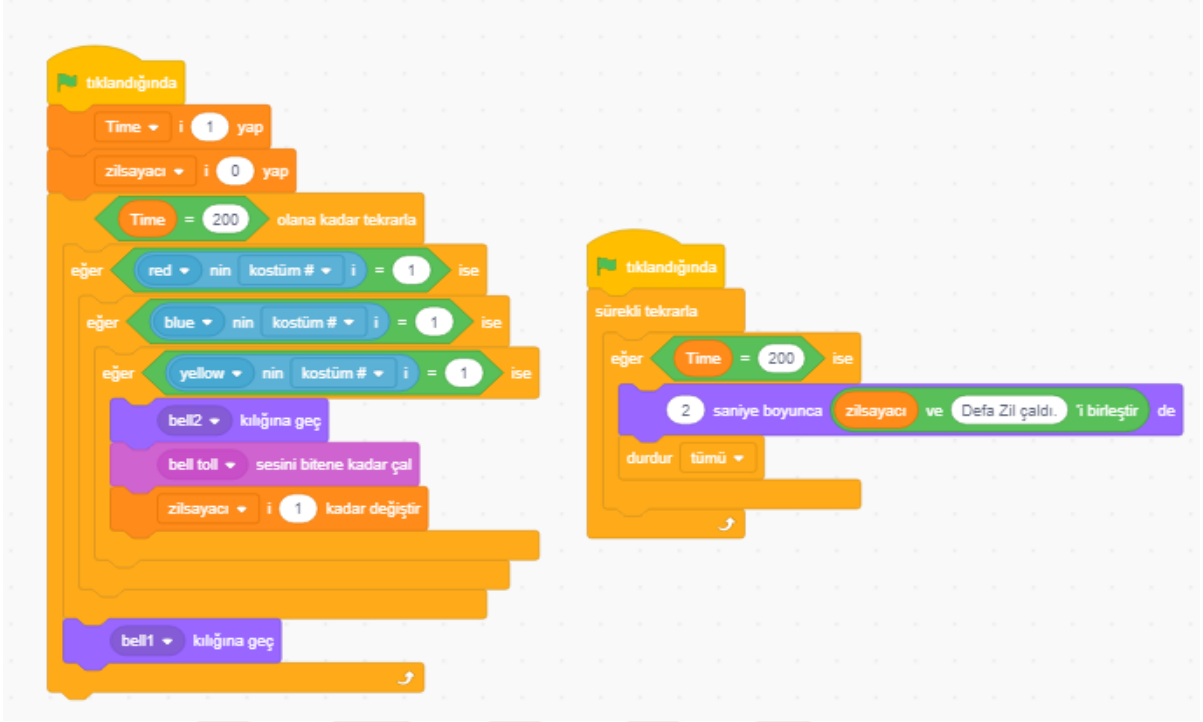 tıklandığında
Time i 1 yap
zilsayacı i 0 yap
Time = 200 olana kadar tekrarla
eğer red nin kostüm # i = 1 ise
eğer blue nin kostüm # i = 1 ise
eğer yellow nin kostüm # i = 1 ise
bell2 kılığına geç
bell toll sesini bitene kadar çal
zilsayacı i 1 kadar değiştir
bell1 kılığına geç
tıklandığında
sürekli tekrarla
eğer Time = 200 ise
2 saniye boyunca zilsayacı ve Defa Zil çaldı. 'i birleştir de
durdur tümü